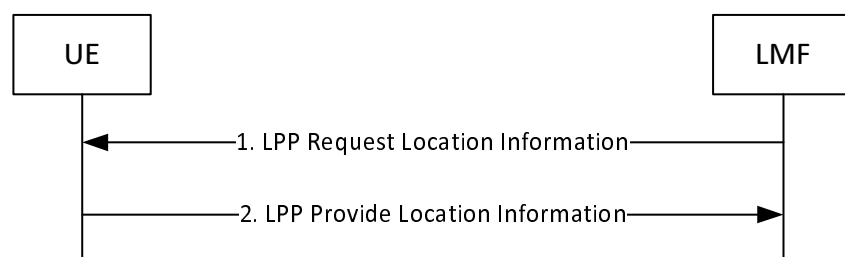 UE
LMF
1. LPP Request Location Information
2. LPP Provide Location Information